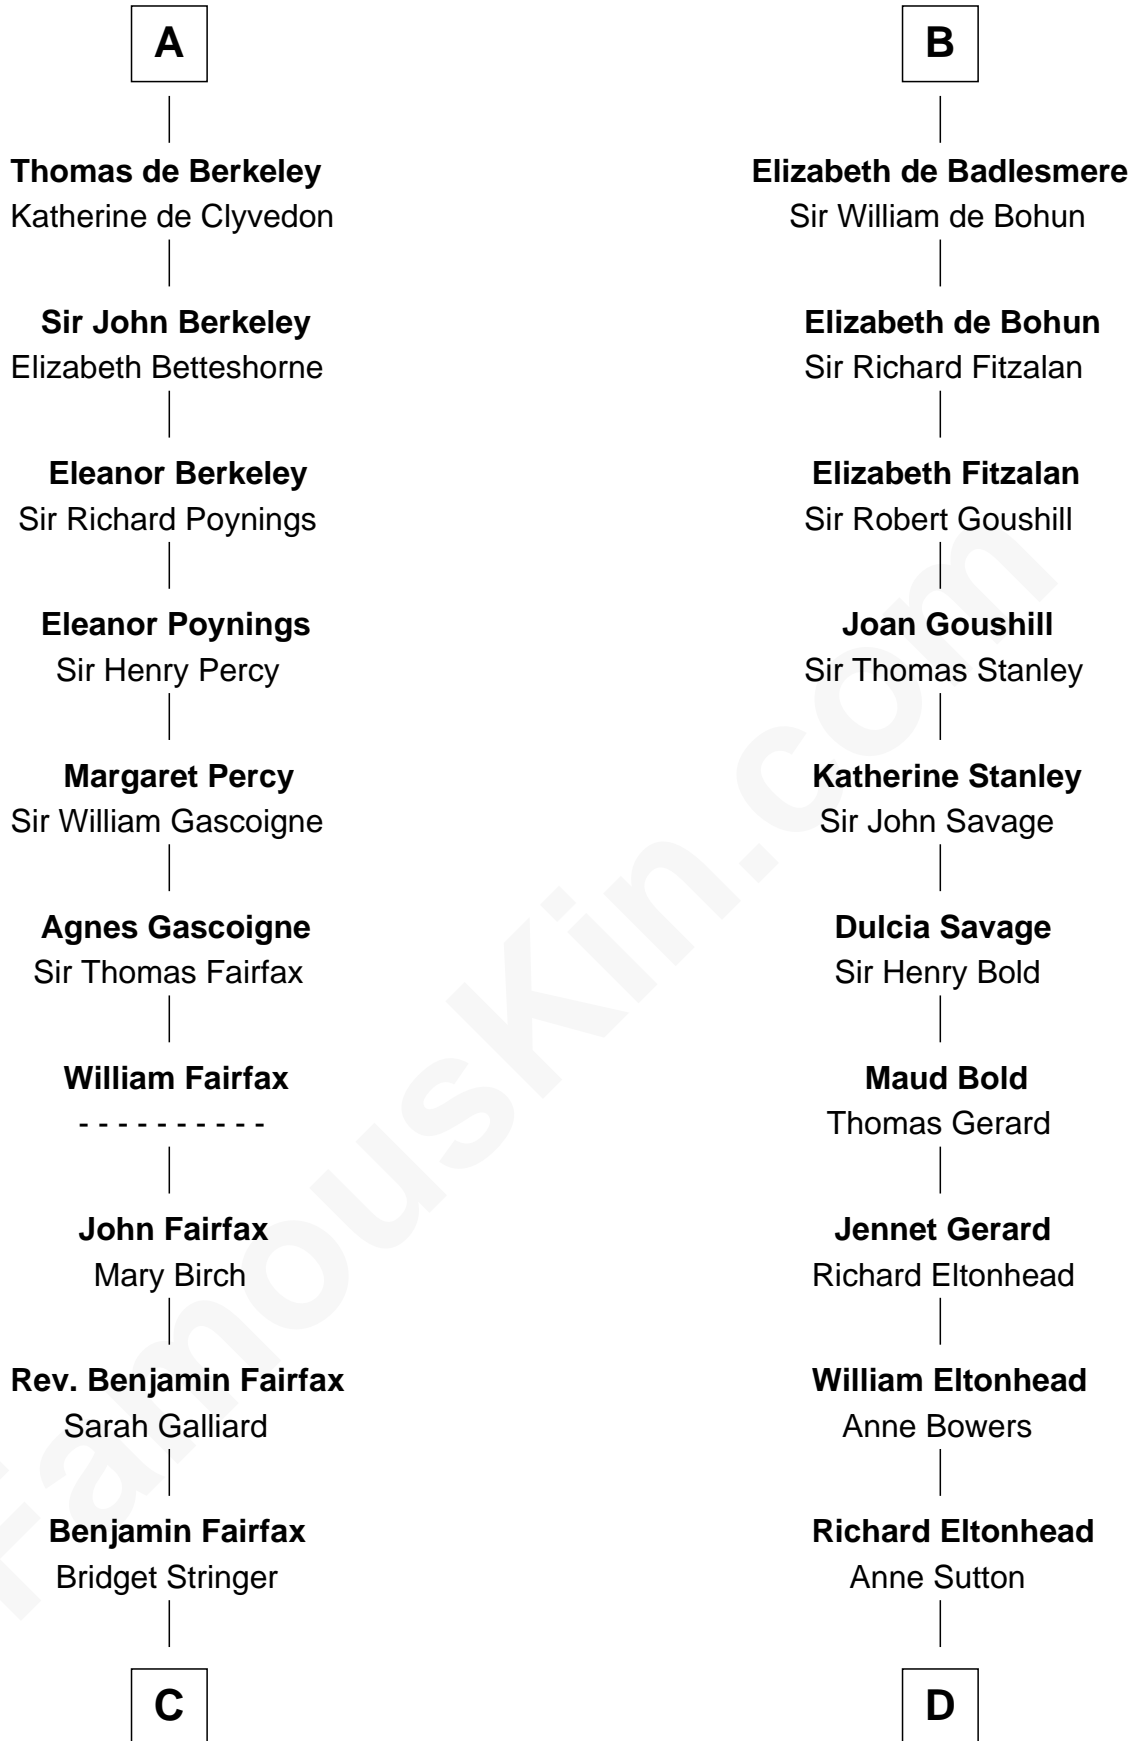 A
Thomas de Berkeley
Katherine de Clyvedon
Sir John Berkeley
Elizabeth Betteshorne
Eleanor Berkeley
Sir Richard Poynings
Eleanor Poynings
Sir Henry Percy
Margaret Percy
Sir William Gascoigne
Agnes Gascoigne
Sir Thomas Fairfax
William Fairfax
- - - - - - - - - -
John Fairfax
Mary Birch
Rev. Benjamin Fairfax
Sarah Galliard
Benjamin Fairfax
Bridget Stringer
C
B
Elizabeth de Badlesmere
Sir William de Bohun
Elizabeth de Bohun
Sir Richard Fitzalan
Elizabeth Fitzalan
Sir Robert Goushill
Joan Goushill
Sir Thomas Stanley
Katherine Stanley
Sir John Savage
Dulcia Savage
Sir Henry Bold
Maud Bold
Thomas Gerard
Jennet Gerard
Richard Eltonhead
William Eltonhead
Anne Bowers
Richard Eltonhead
Anne Sutton
D
FamousKin.com